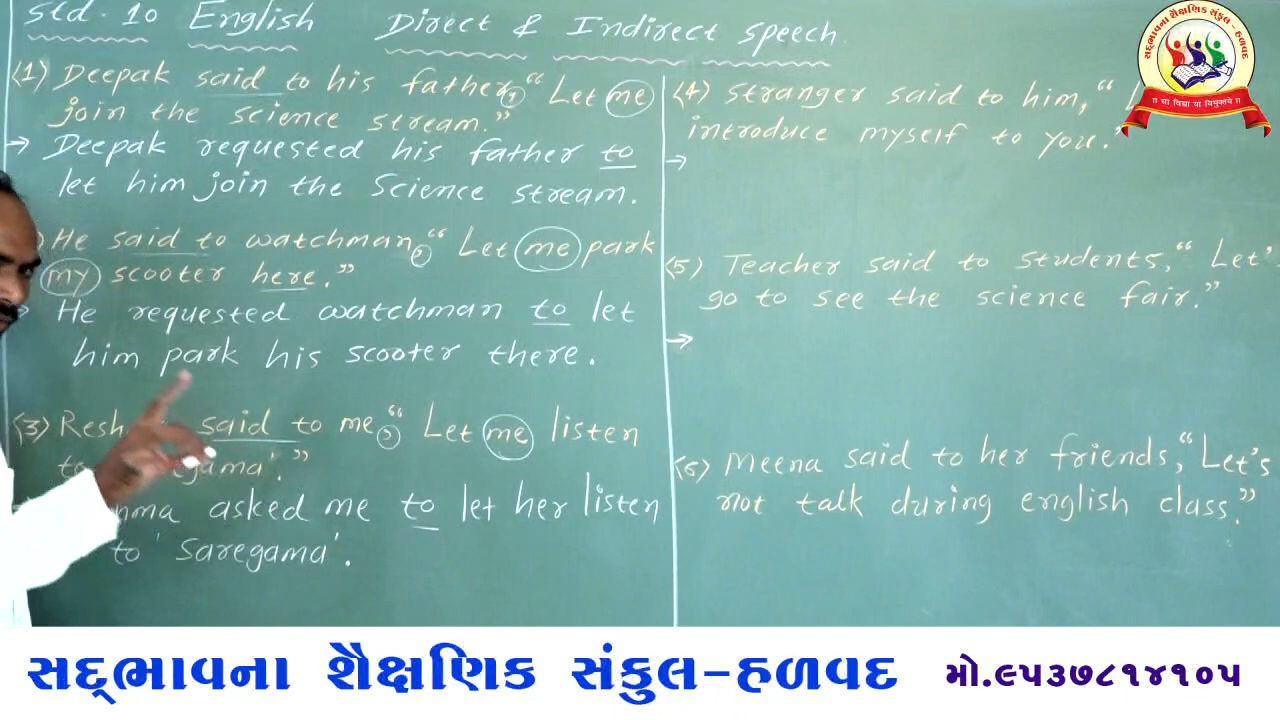 Std. 10 English Direct & Indirect speech
(1) Deepak said to his father, " Let me
join the science stream."
→ Deepak requested his father to
let him join the Science stream.
He said to watchman, " Let me park
my scooter here."
He requested watchman to let
him park his scooter there.
(3) said to me, " Let me listen
asked me to let her listen
to ' Saregama'.
(4) Stranger said to him, "
introduce myself to you."
→
(5) Teacher said to students, " Let'
go to see the science fair."
→
(6) Meena said to her friends, "Let's
not talk during english class."
સદ્ભાવના શૈક્ષણિક સંકુલ - હળવદ
॥ सा विद्या या विमुक्तये ॥
સદ્ભાવના શૈક્ષણિક સંકુલ-હળવદ મો.૯૫૩૭૮૧૪૧૦૫